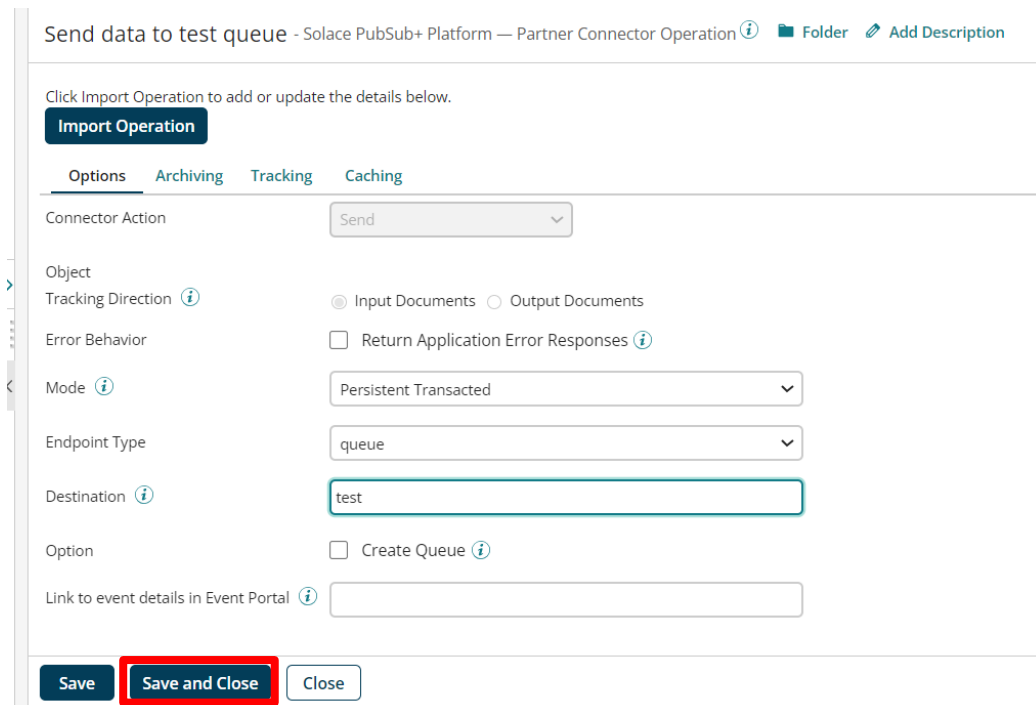 Send data to test queue - Solace PubSub+ Platform — Partner Connector Operation i Folder Add Description
Click Import Operation to add or update the details below.
Import Operation
Options Archiving Tracking Caching
Connector Action Send
Object
Tracking Direction i Input Documents Output Documents
Error Behavior Return Application Error Responses i
Mode i Persistent Transacted
Endpoint Type queue
Destination i test
Option Create Queue i
Link to event details in Event Portal i
Save Save and Close Close